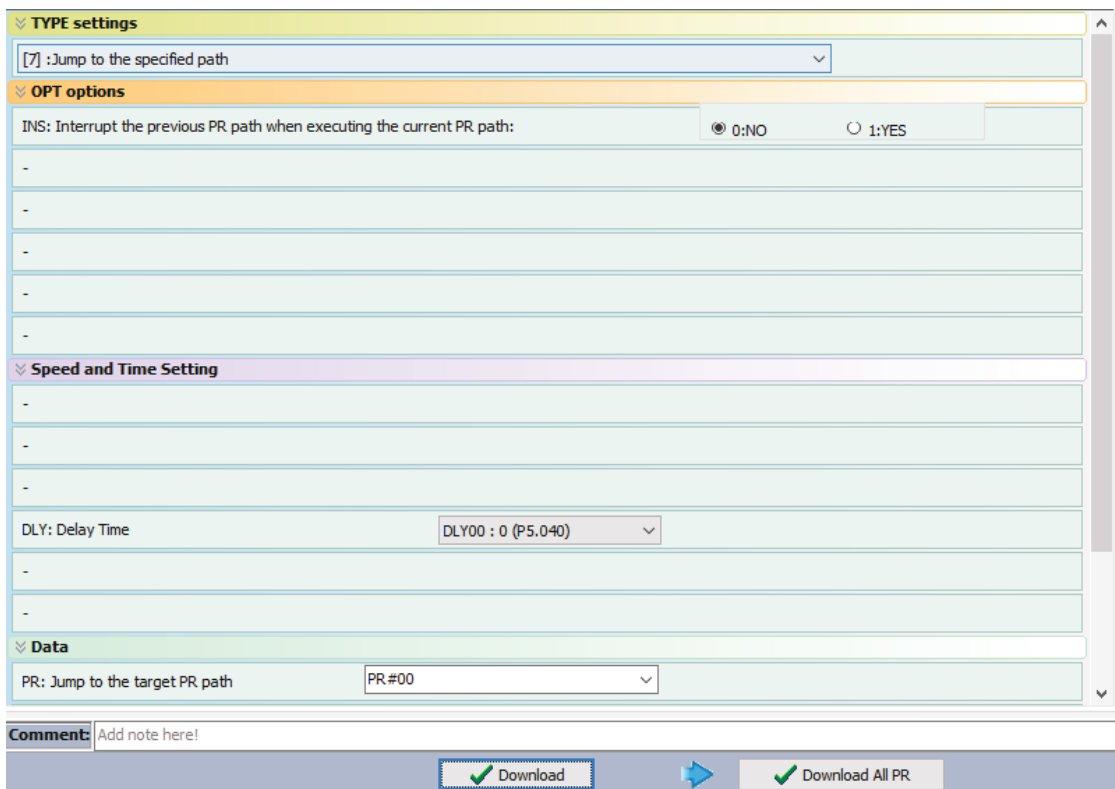 TYPE settings
[7] :Jump to the specified path
OPT options
INS: Interrupt the previous PR path when executing the current PR path: 0:NO 1:YES
-
-
-
-
-
Speed and Time Setting
-
-
-
DLY: Delay Time DLY00 : 0 (P5.040)
-
-
Data
PR: Jump to the target PR path PR#00
Comment: Add note here!
Download Download All PR